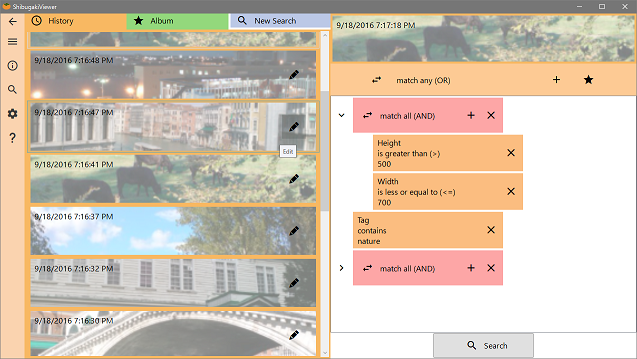 ShibugakiViewer
History
Album
New Search
9/18/2016 7:16:48 PM
9/18/2016 7:16:47 PM
Edit
9/18/2016 7:16:41 PM
9/18/2016 7:16:37 PM
9/18/2016 7:16:32 PM
9/18/2016 7:16:30 PM
9/18/2016 7:17:18 PM
match any (OR)
match all (AND)
Height
is greater than (>)
500
Width
is less or equal to (<=)
700
Tag
contains
nature
match all (AND)
Search